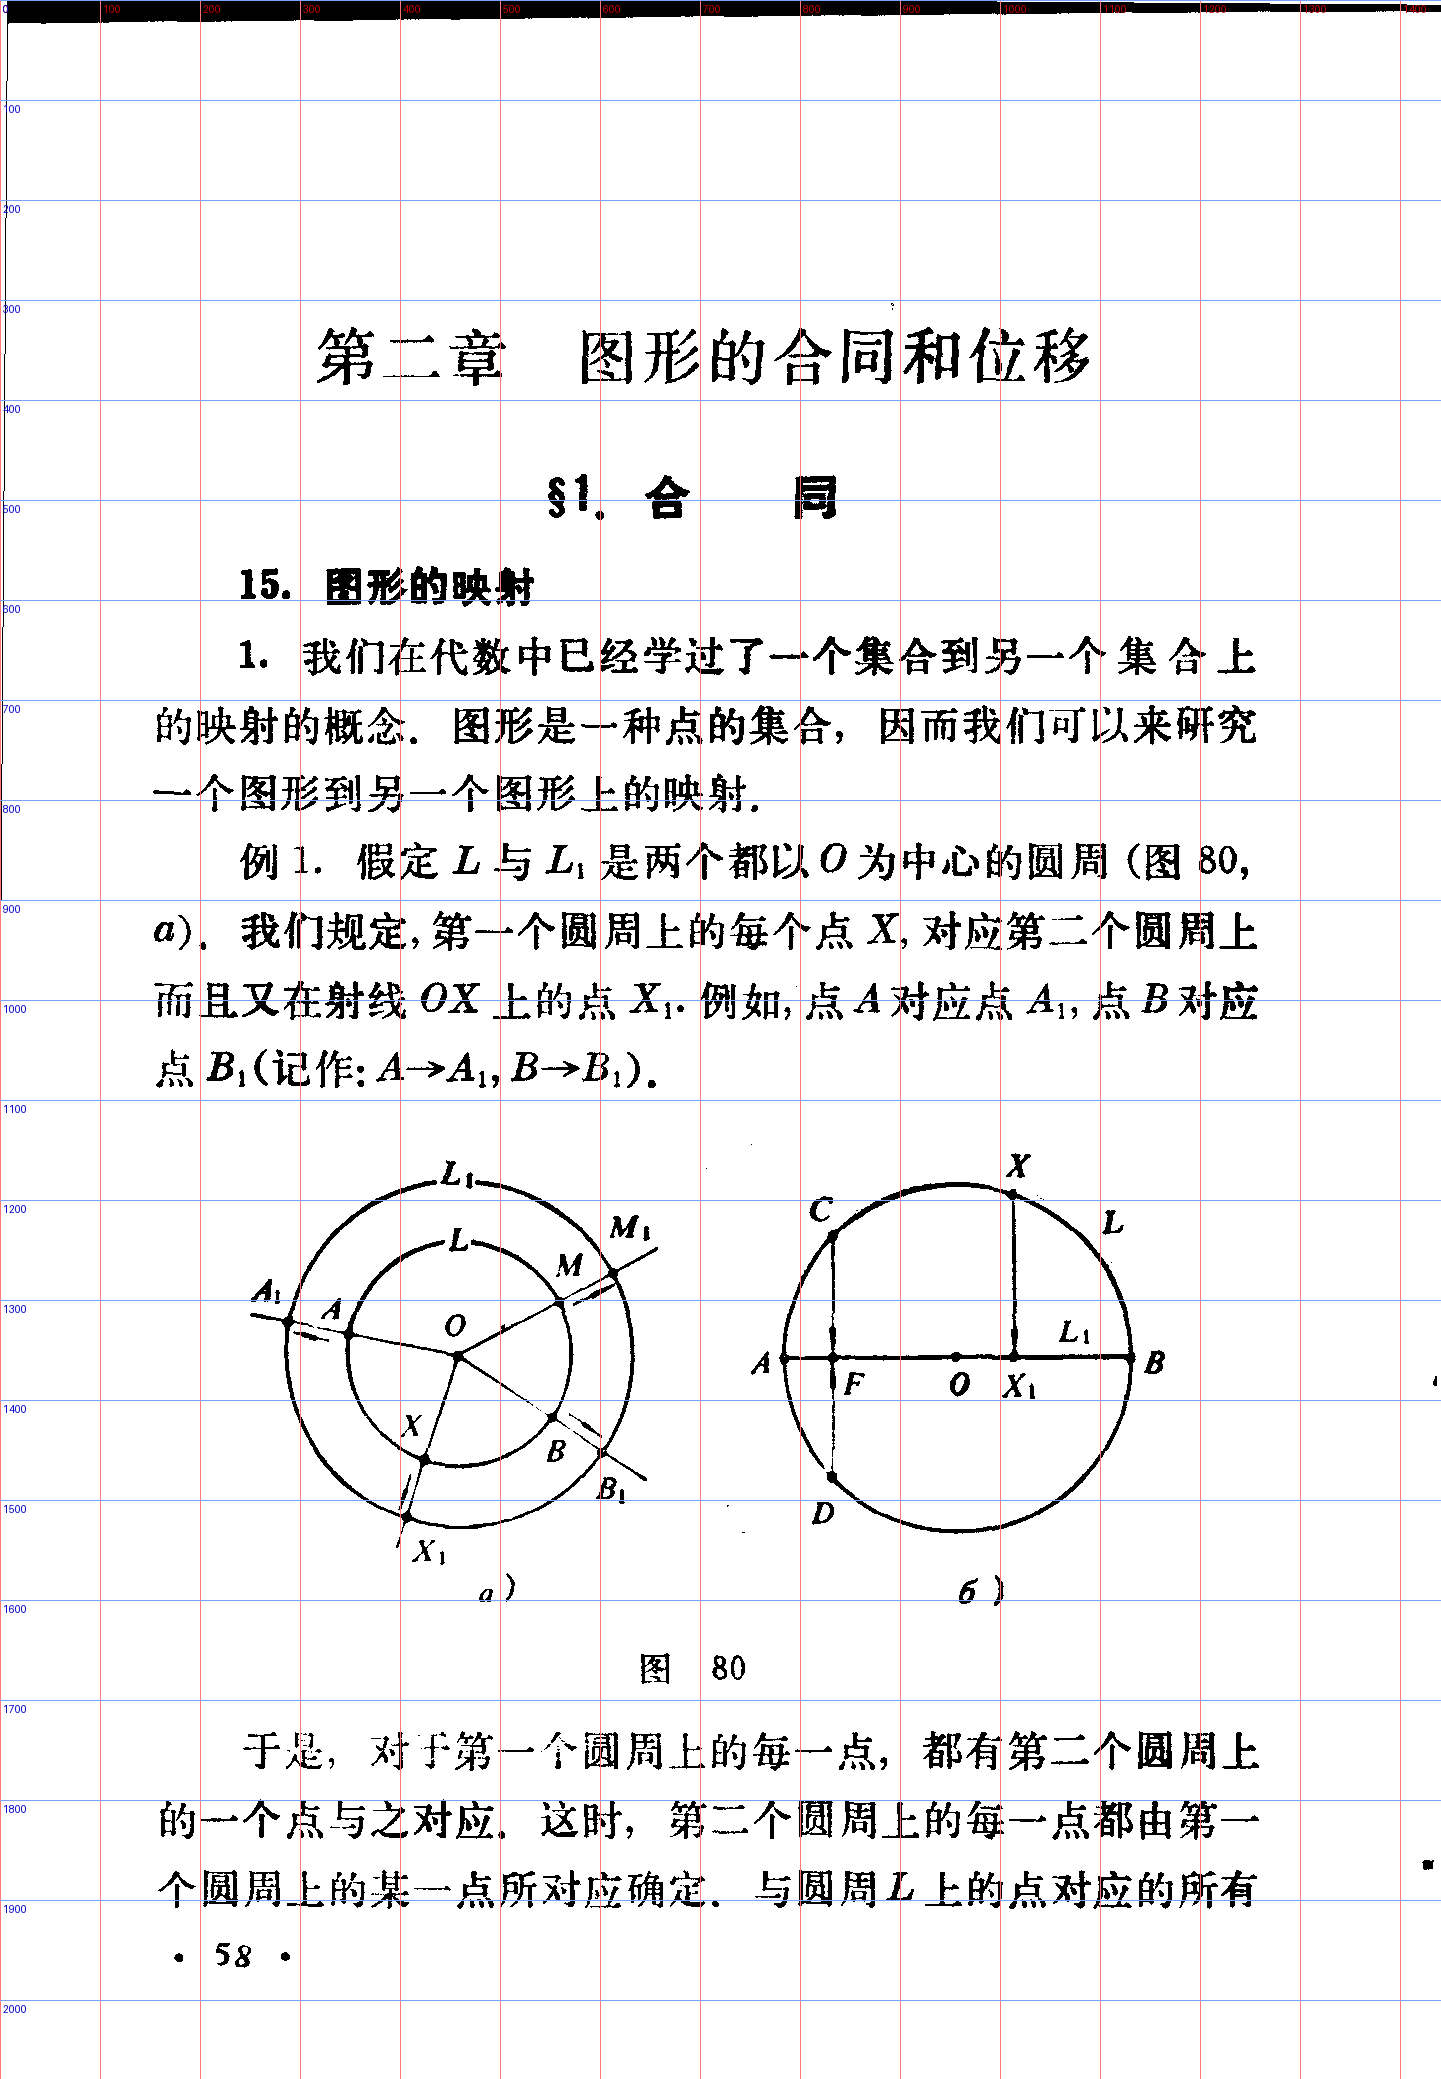 第二章　图形的合同和位移
§1. 合　同
15. 图形的映射
1. 我们在代数中已经学过了一个集合到另一个集合上
的映射的概念. 图形是一种点的集合, 因而我们可以来研究
一个图形到另一个图形上的映射.
例 1. 假定 L 与 L₁ 是两个都以 O 为中心的圆周 (图 80,
a). 我们规定, 第一个圆周上的每个点 X, 对应第二个圆周上
而且又在射线 OX 上的点 X₁. 例如, 点 A 对应点 A₁, 点 B 对应
点 B₁(记作: A→A₁, B→B₁).
L₁
L
M₁
M
A₁
A
O
X
B
B₁
X₁
a)
X
C
L
L₁
A
F
O
X₁
B
D
б)
图 80
于是, 对于第一个圆周上的每一点, 都有第二个圆周上
的一个点与之对应. 这时, 第二个圆周上的每一点都由第一
个圆周上的某一点所对应确定. 与圆周 L 上的点对应的所有
· 58 ·